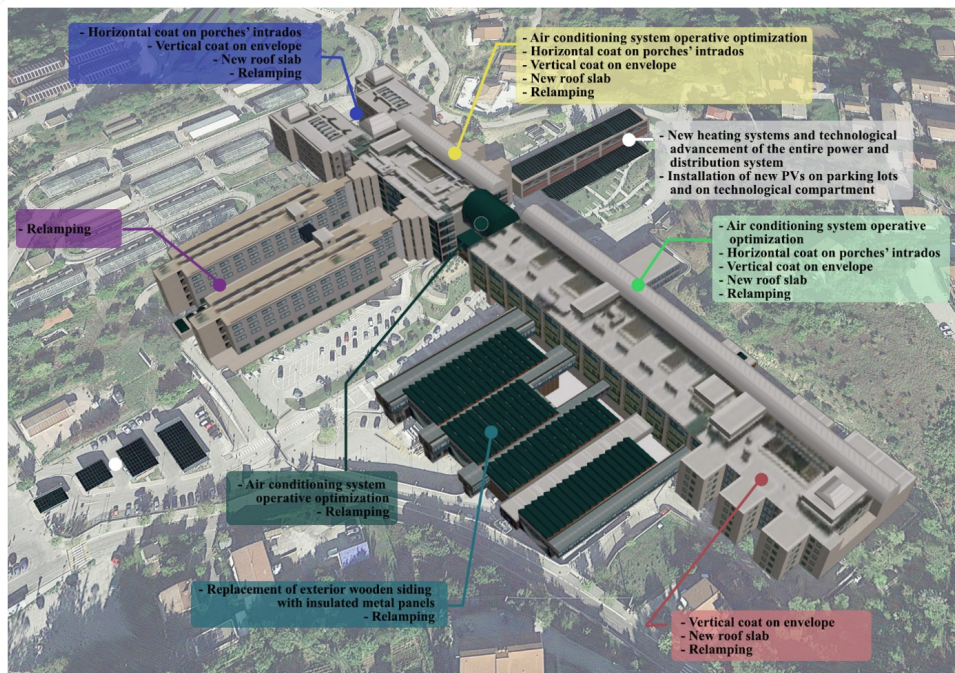 - Horizontal coat on porches’ intrados
- Vertical coat on envelope
- New roof slab
- Relamping
- Air conditioning system operative optimization
- Horizontal coat on porches’ intrados
- Vertical coat on envelope
- New roof slab
- Relamping
- New heating systems and technological
advancement of the entire power and
distribution system
- Installation of new PVs on parking lots
and on technological compartment
- Relamping
- Air conditioning system operative
optimization
- Horizontal coat on porches’ intrados
- Vertical coat on envelope
- New roof slab
- Relamping
- Air conditioning system
operative optimization
- Relamping
- Replacement of exterior wooden siding
with insulated metal panels
- Relamping
- Vertical coat on envelope
- New roof slab
- Relamping